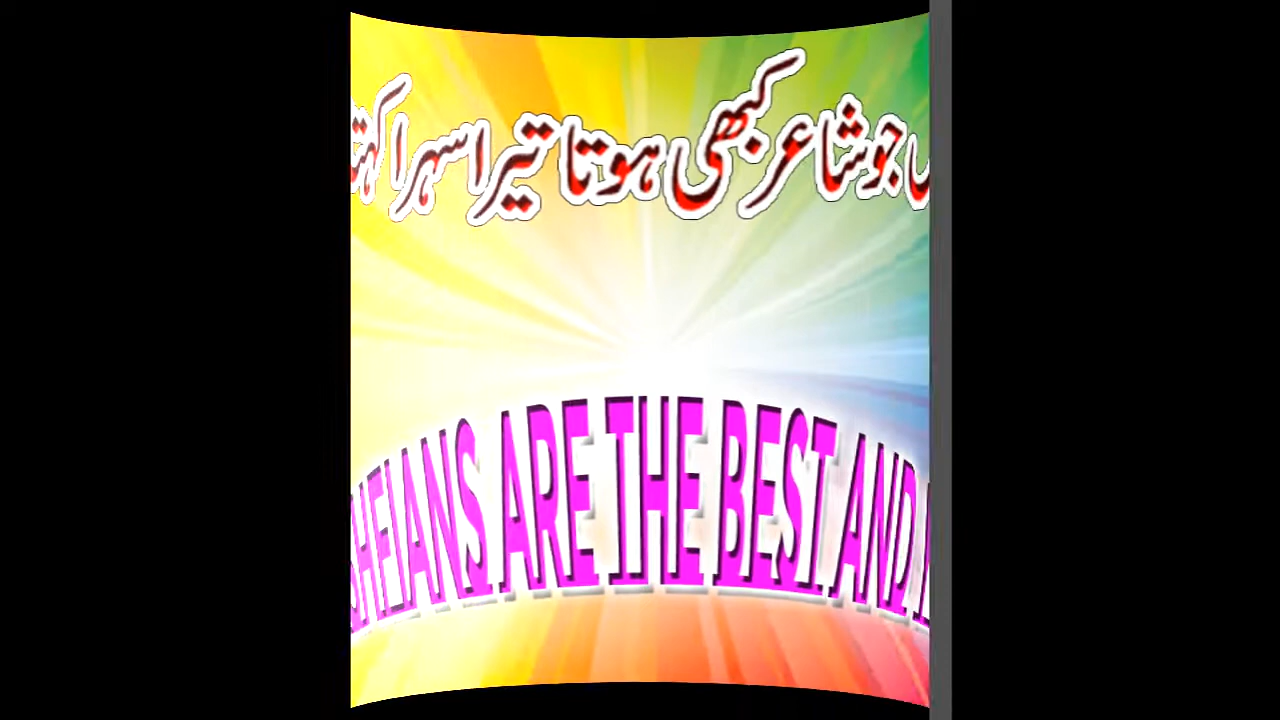 جو شاعر کبھی ہوتا تیرا سہرا کہتا
SHEIANS ARE THE BEST AND